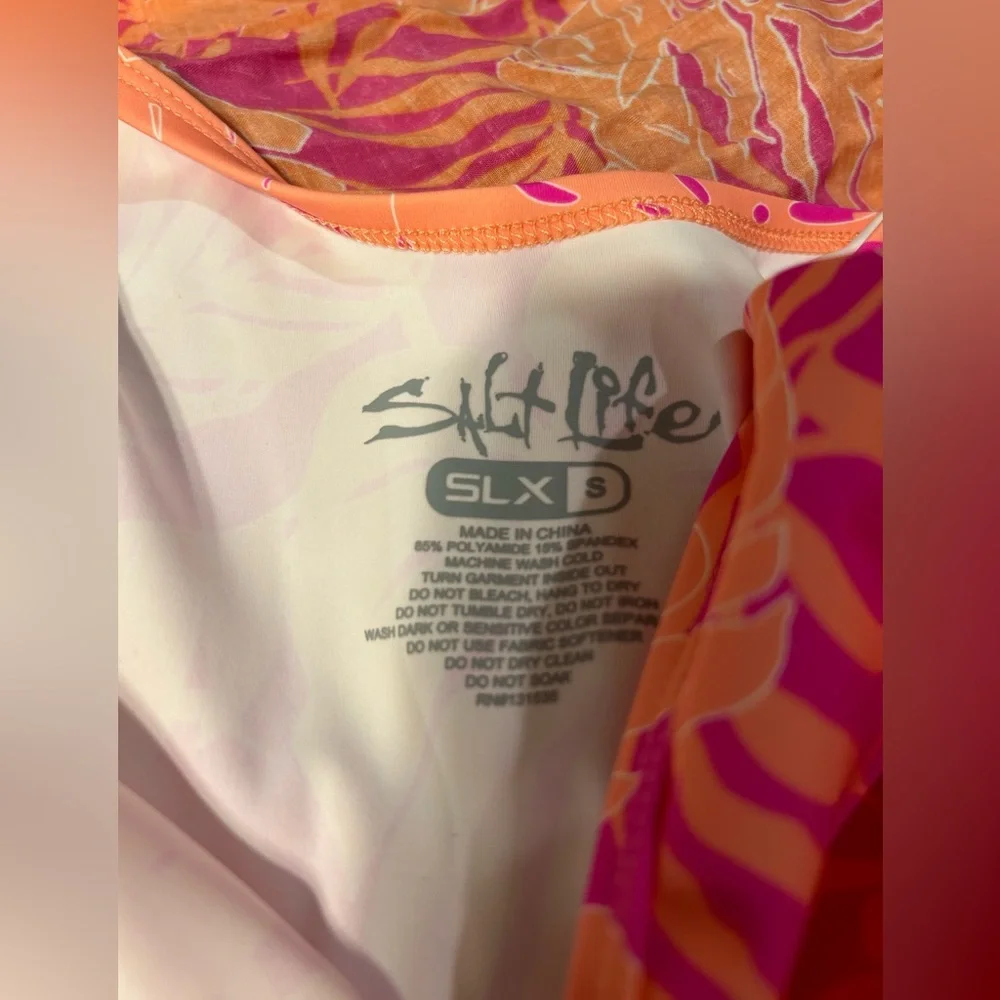 Salt Life
SLX S
MADE IN CHINA
85% POLYAMIDE 15% SPANDEX
MACHINE WASH COLD
TURN GARMENT INSIDE OUT
DO NOT BLEACH, HANG TO DRY
DO NOT TUMBLE DRY, DO NOT IRON
WASH DARK OR SENSITIVE COLOR
DO NOT USE FABRIC SOFTENER
DO NOT DRY CLEAN
DO NOT SOAK